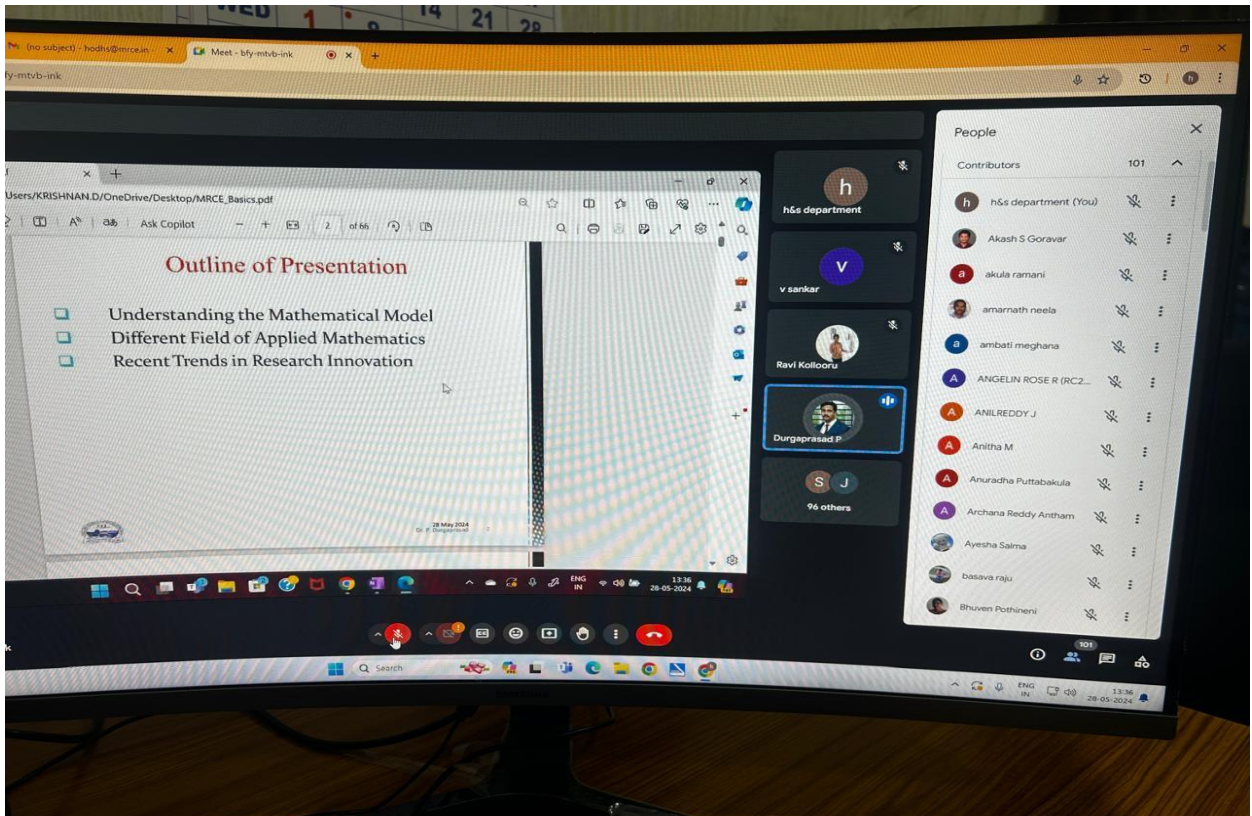 WED 1 14 21 28
(no subject) - hodhs@mrce.in -
Meet - bfy-mtvb-ink
fy-mtvb-ink
Users/KRISHNAN.D/OneDrive/Desktop/MRCE_Basics.pdf
Ask Copilot
2 of 66
Outline of Presentation
Understanding the Mathematical Model
Different Field of Applied Mathematics
Recent Trends in Research Innovation
28 May 2024
Dr. P. Durgaprasad
13:36
ENG
IN
28-05-2024
h
h&s department
V
v sankar
Ravi Kollooru
Durgaprasad P
S J
96 others
People
Contributors 101
h h&s department (You)
Akash S Goravar
a akula ramani
amarnath neela
a ambati meghana
A ANGELIN ROSE R (RC2...
A ANILREDDY J
A Anitha M
A Anuradha Puttabakula
A Archana Reddy Antham
Ayesha Salma
basava raju
Bhuven Pothineni
101
Search
ENG
IN
13:36
28-05-2024